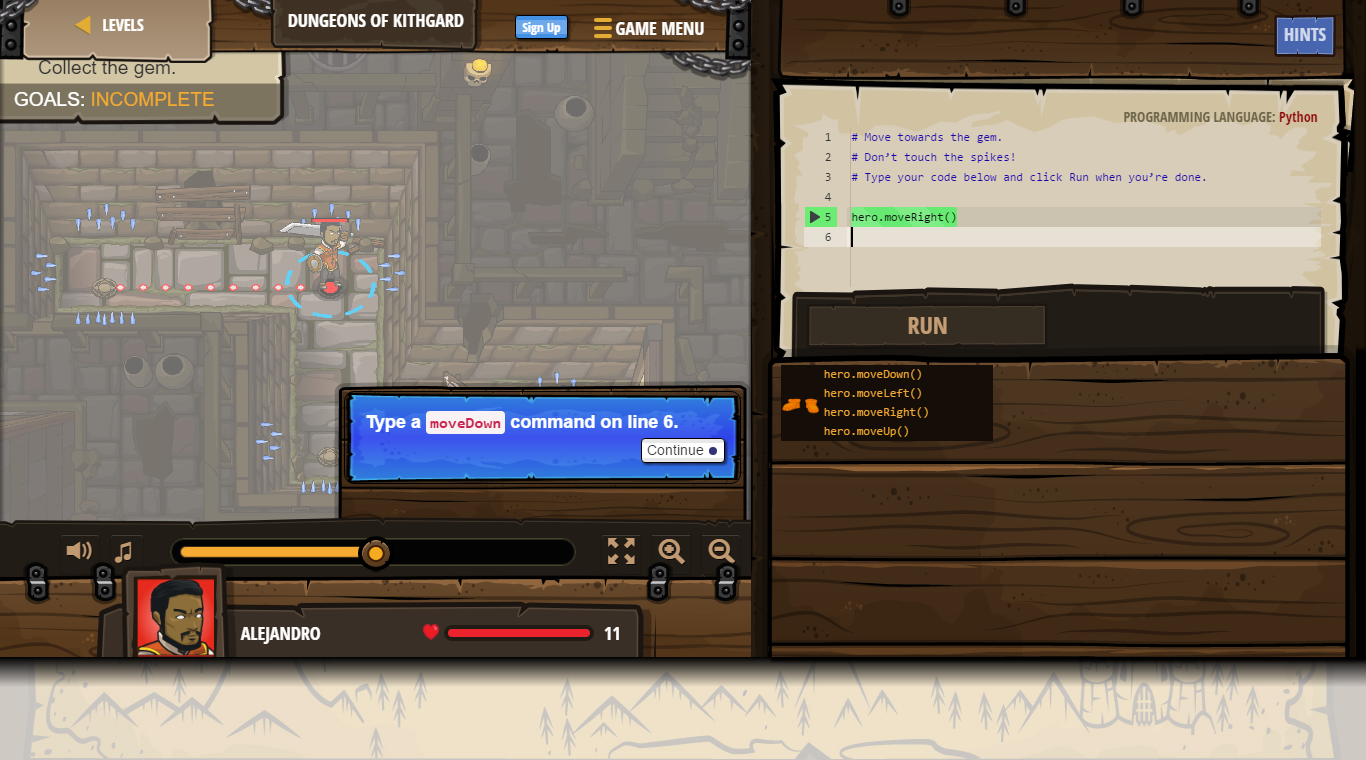 LEVELS
DUNGEONS OF KITHGARD
Sign Up
GAME MENU
HINTS
Collect the gem.
GOALS: INCOMPLETE
PROGRAMMING LANGUAGE: Python
1 # Move towards the gem.
2 # Don’t touch the spikes!
3 # Type your code below and click Run when you’re done.
4
5 hero.moveRight()
6
RUN
hero.moveDown()
hero.moveLeft()
hero.moveRight()
hero.moveUp()
Type a moveDown command on line 6.
Continue
ALEJANDRO
11